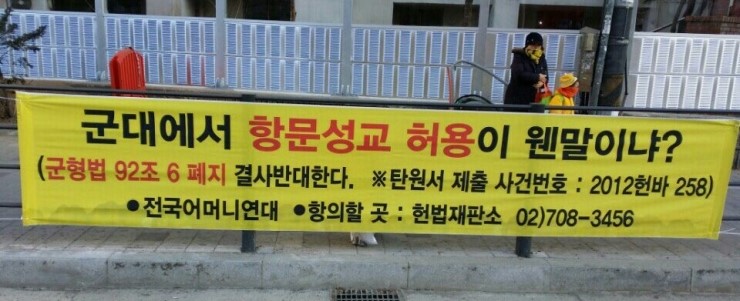 군대에서 항문성교 허용이 웬말이냐?
(군형법 92조 6 폐지 결사반대한다. ※탄원서 제출 사건번호 : 2012헌바 258)
●전국어머니연대 ●항의할 곳 : 헌법재판소 02)708-3456